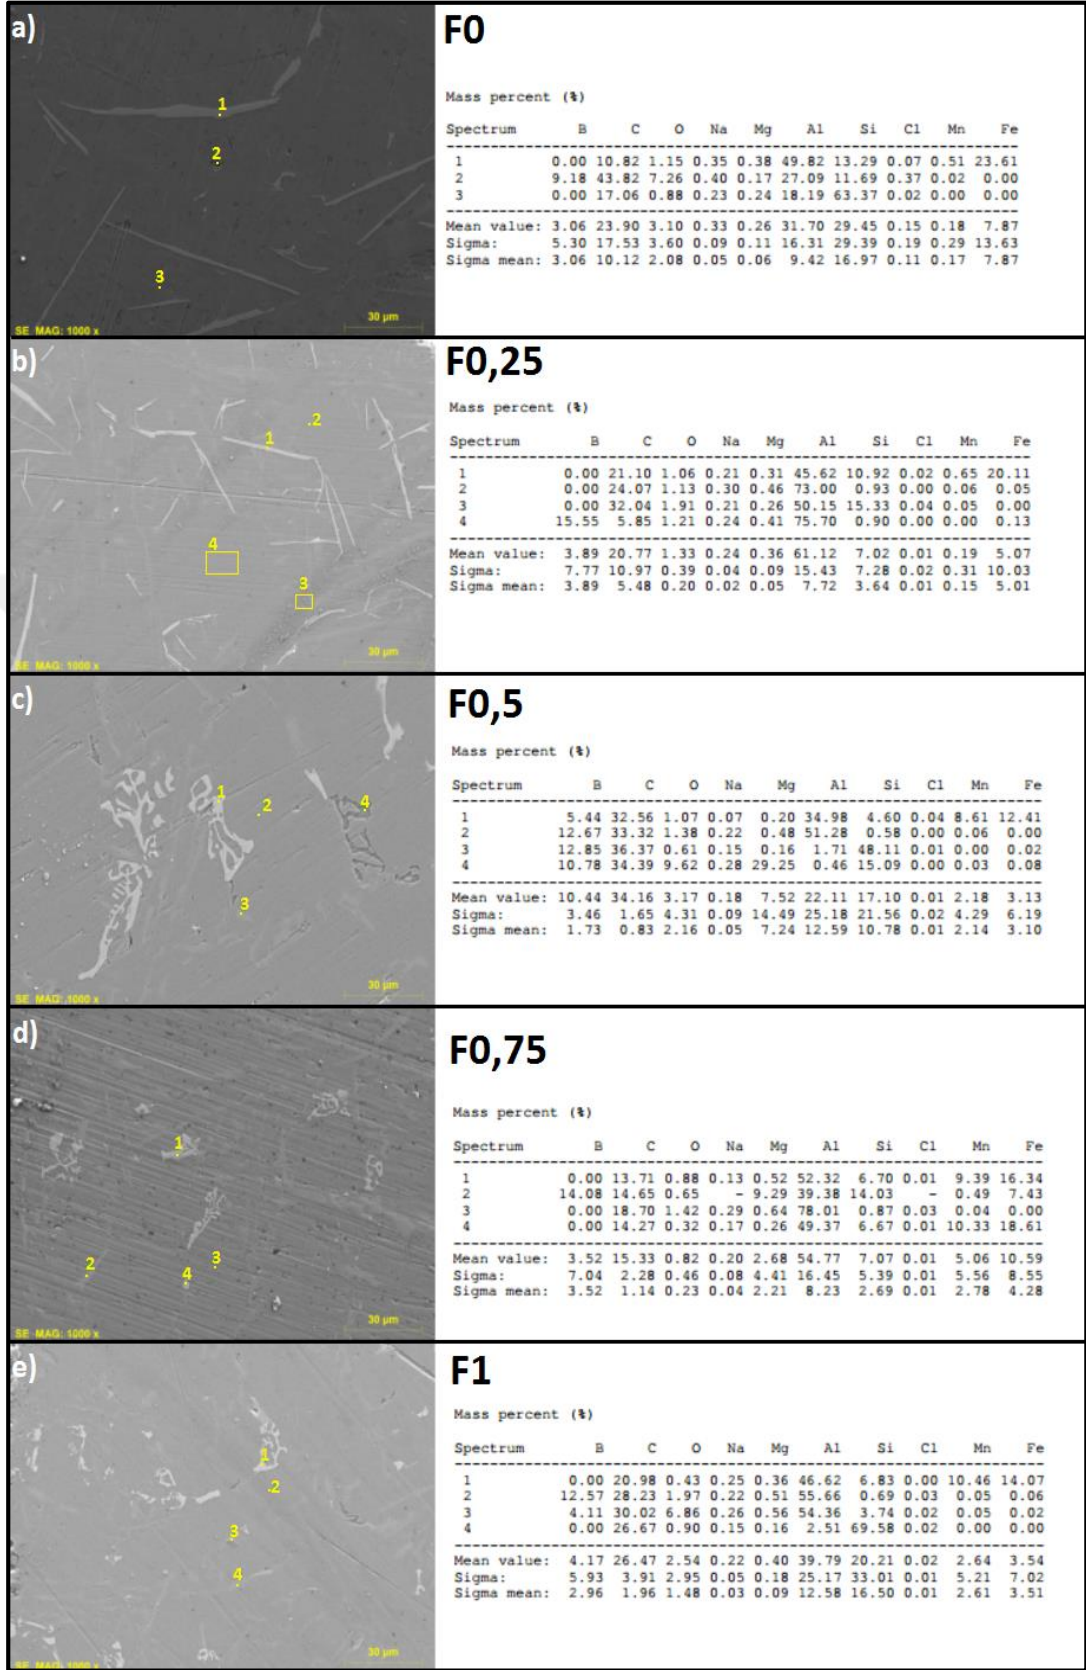 a)
F0
Mass percent (%)
Spectrum B C O Na Mg Al Si Cl Mn Fe
1 0.00 10.82 1.15 0.35 0.38 49.82 13.29 0.07 0.51 23.61
2 9.18 43.82 7.26 0.40 0.17 27.09 11.69 0.37 0.02 0.00
3 0.00 17.06 0.88 0.23 0.24 18.19 63.37 0.02 0.00 0.00
Mean value: 3.06 23.90 3.10 0.33 0.26 31.70 29.45 0.15 0.18 7.87
Sigma: 5.30 17.53 3.60 0.09 0.11 16.31 29.39 0.19 0.29 13.63
Sigma mean: 3.06 10.12 2.08 0.05 0.06 9.42 16.97 0.11 0.17 7.87
1
2
3
SE MAG: 1000 x 30 µm
b)
F0,25
Mass percent (%)
Spectrum B C O Na Mg Al Si Cl Mn Fe
1 0.00 21.10 1.06 0.21 0.31 45.62 10.92 0.02 0.65 20.11
2 0.00 24.07 1.13 0.30 0.46 73.00 0.93 0.00 0.06 0.05
3 0.00 32.04 1.91 0.21 0.26 50.15 15.33 0.04 0.05 0.00
4 15.55 5.85 1.21 0.24 0.41 75.70 0.90 0.00 0.00 0.13
Mean value: 3.89 20.77 1.33 0.24 0.36 61.12 7.02 0.01 0.19 5.07
Sigma: 7.77 10.97 0.39 0.04 0.09 15.43 7.28 0.02 0.31 10.03
Sigma mean: 3.89 5.48 0.20 0.02 0.05 7.72 3.64 0.01 0.15 5.01
2
1
4
3
SE MAG: 1000 x 30 µm
c)
F0,5
Mass percent (%)
Spectrum B C O Na Mg Al Si Cl Mn Fe
1 5.44 32.56 1.07 0.07 0.20 34.98 4.60 0.04 8.61 12.41
2 12.67 33.32 1.38 0.22 0.48 51.28 0.58 0.00 0.06 0.00
3 12.85 36.37 0.61 0.15 0.16 1.71 48.11 0.01 0.00 0.02
4 10.78 34.39 9.62 0.28 29.25 0.46 15.09 0.00 0.03 0.08
Mean value: 10.44 34.16 3.17 0.18 7.52 22.11 17.10 0.01 2.18 3.13
Sigma: 3.46 1.65 4.31 0.09 14.49 25.18 21.56 0.02 4.29 6.19
Sigma mean: 1.73 0.83 2.16 0.05 7.24 12.59 10.78 0.01 2.14 3.10
1
2
4
3
SE MAG: 1000 x 30 µm
d)
F0,75
Mass percent (%)
Spectrum B C O Na Mg Al Si Cl Mn Fe
1 0.00 13.71 0.88 0.13 0.52 52.32 6.70 0.01 9.39 16.34
2 14.08 14.65 0.65 - 9.29 39.38 14.03 - 0.49 7.43
3 0.00 18.70 1.42 0.29 0.64 78.01 0.87 0.03 0.04 0.00
4 0.00 14.27 0.32 0.17 0.26 49.37 6.67 0.01 10.33 18.61
Mean value: 3.52 15.33 0.82 0.20 2.68 54.77 7.07 0.01 5.06 10.59
Sigma: 7.04 2.28 0.46 0.08 4.41 16.45 5.39 0.01 5.56 8.55
Sigma mean: 3.52 1.14 0.23 0.04 2.21 8.23 2.69 0.01 2.78 4.28
1
2
3
4
SE MAG: 1000 x 30 µm
e)
F1
Mass percent (%)
Spectrum B C O Na Mg Al Si Cl Mn Fe
1 0.00 20.98 0.43 0.25 0.36 46.62 6.83 0.00 10.46 14.07
2 12.57 28.23 1.97 0.22 0.51 55.66 0.69 0.03 0.05 0.06
3 4.11 30.02 6.86 0.26 0.56 54.36 3.74 0.02 0.05 0.02
4 0.00 26.67 0.90 0.15 0.16 2.51 69.58 0.02 0.00 0.00
Mean value: 4.17 26.47 2.54 0.22 0.40 39.79 20.21 0.02 2.64 3.54
Sigma: 5.93 3.91 2.95 0.05 0.18 25.17 33.01 0.01 5.21 7.02
Sigma mean: 2.96 1.96 1.48 0.03 0.09 12.58 16.50 0.01 2.61 3.51
1
2
3
4
SE MAG: 1000 x 30 µm